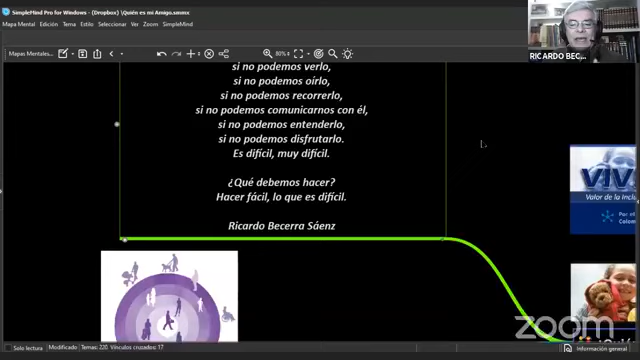 SimpleMind Pro for Windows - (Dropbox) \Quién es mi Amigo.smmx
Mapa Mental Edición Tema Estilo Seleccionar Ver Zoom SimpleMind
Mapas Mentales...
80%
RICARDO BEC...
si no podemos verlo,
si no podemos oírlo,
si no podemos recorrerlo,
si no podemos comunicarnos con él,
si no podemos entenderlo,
si no podemos disfrutarlo.
Es difícil, muy difícil.
¿Qué debemos hacer?
Hacer fácil, lo que es difícil.
Ricardo Becerra Sáenz
VIV
Valor de la Inclu
Por el
Colom
zoom
Solo lectura Modificado Temas: 220. Vínculos cruzados: 17 Información general